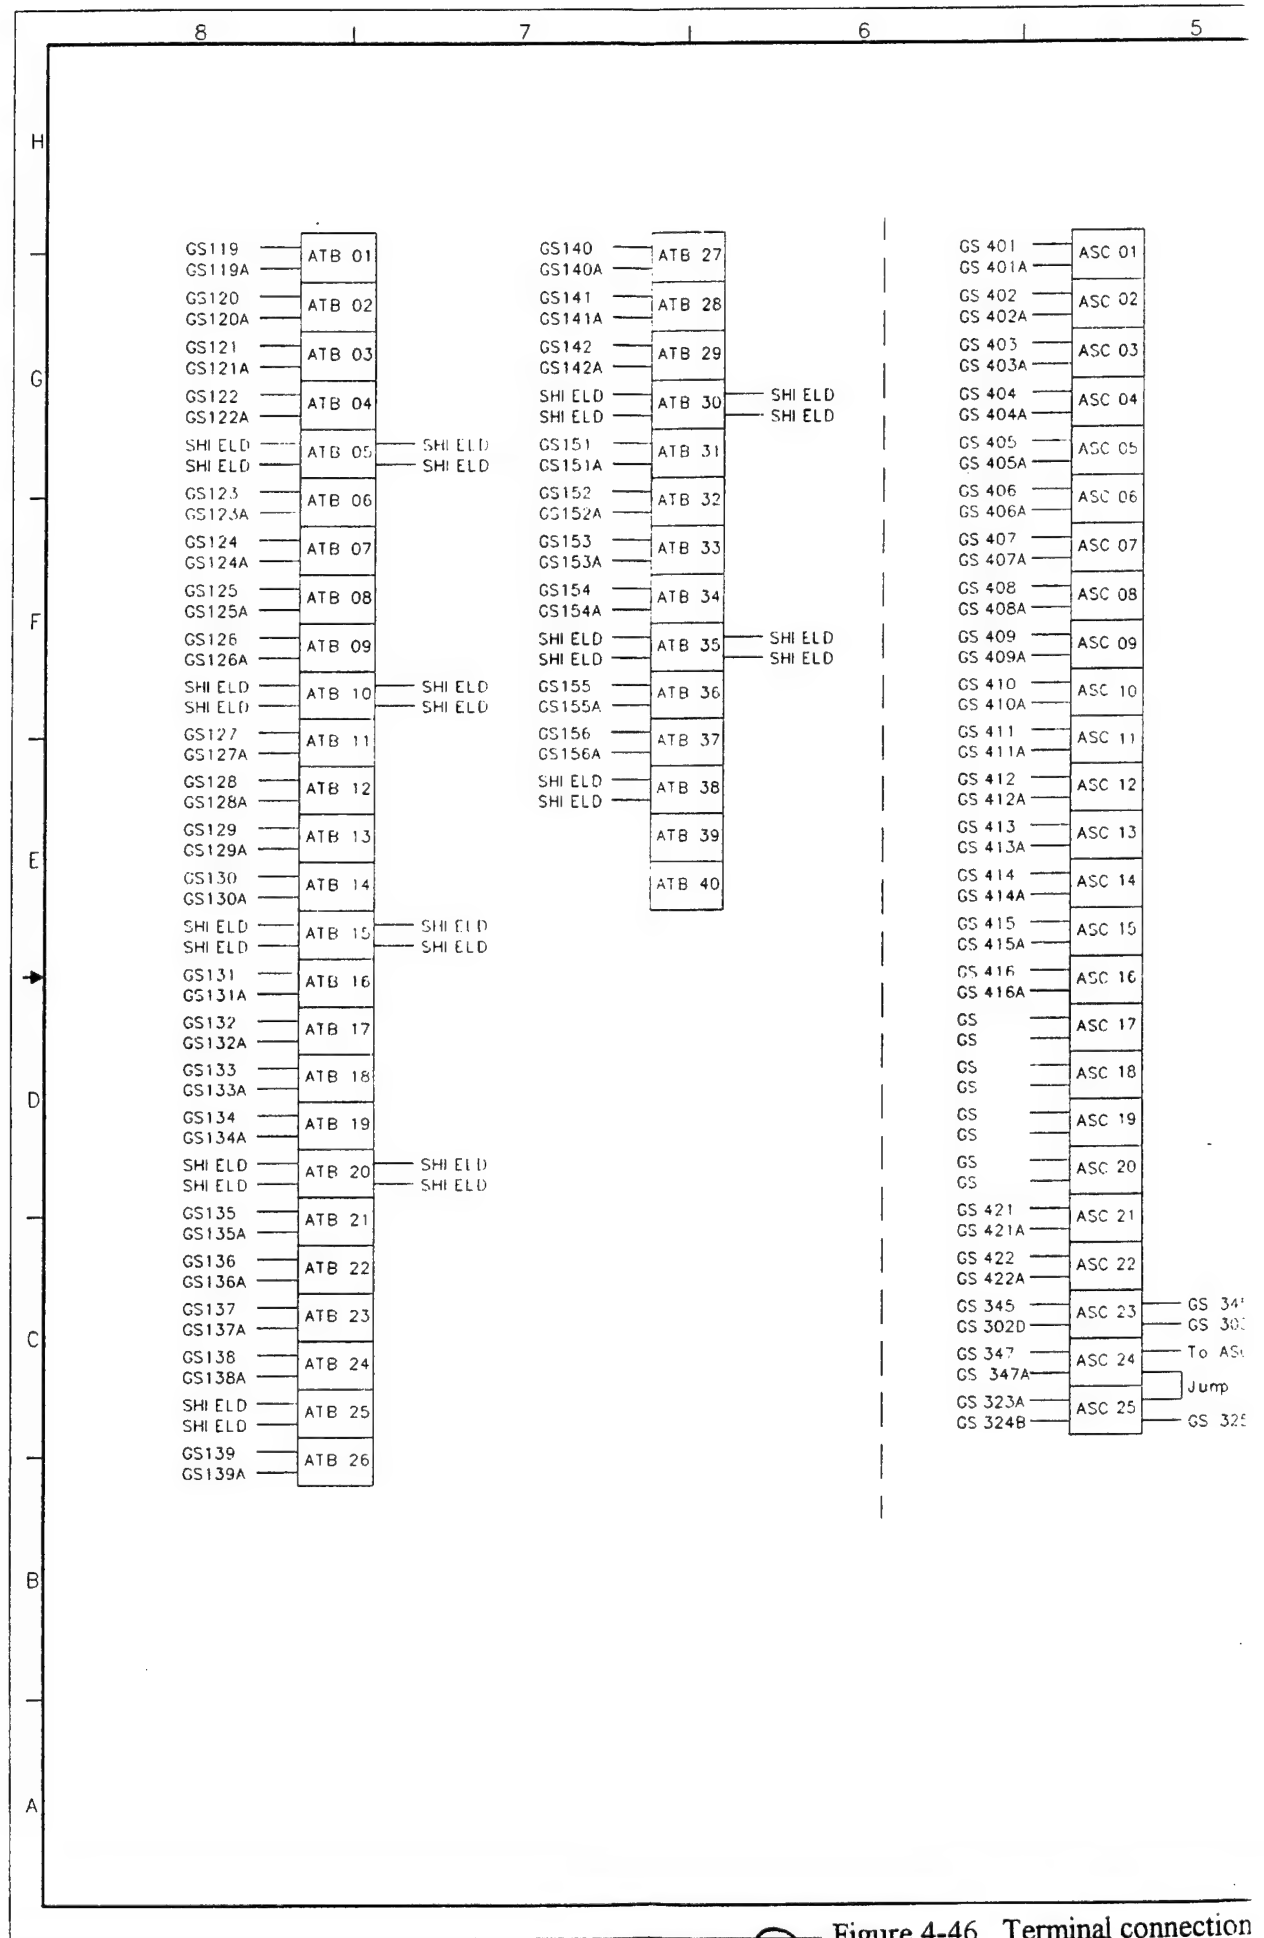 8 7 6 5
H
GS119
GS119A
ATB 01
GS120
GS120A
ATB 02
GS121
GS121A
ATB 03
G
GS122
GS122A
ATB 04
SHIELD
SHIELD
ATB 05
SHIELD
SHIELD
GS123
GS123A
ATB 06
GS124
GS124A
ATB 07
GS125
GS125A
ATB 08
F
GS126
GS126A
ATB 09
SHIELD
SHIELD
ATB 10
SHIELD
SHIELD
GS127
GS127A
ATB 11
GS128
GS128A
ATB 12
GS129
GS129A
ATB 13
E
GS130
GS130A
ATB 14
SHIELD
SHIELD
ATB 15
SHIELD
SHIELD
GS131
GS131A
ATB 16
GS132
GS132A
ATB 17
GS133
GS133A
ATB 18
D
GS134
GS134A
ATB 19
SHIELD
SHIELD
ATB 20
SHIELD
SHIELD
GS135
GS135A
ATB 21
GS136
GS136A
ATB 22
GS137
GS137A
ATB 23
C
GS138
GS138A
ATB 24
SHIELD
SHIELD
ATB 25
GS139
GS139A
ATB 26
B
A
GS140
GS140A
ATB 27
GS141
GS141A
ATB 28
GS142
GS142A
ATB 29
SHIELD
SHIELD
ATB 30
SHIELD
SHIELD
GS151
GS151A
ATB 31
GS152
GS152A
ATB 32
GS153
GS153A
ATB 33
GS154
GS154A
ATB 34
SHIELD
SHIELD
ATB 35
SHIELD
SHIELD
GS155
GS155A
ATB 36
GS156
GS156A
ATB 37
SHIELD
SHIELD
ATB 38
ATB 39
ATB 40
GS 401
GS 401A
ASC 01
GS 402
GS 402A
ASC 02
GS 403
GS 403A
ASC 03
GS 404
GS 404A
ASC 04
GS 405
GS 405A
ASC 05
GS 406
GS 406A
ASC 06
GS 407
GS 407A
ASC 07
GS 408
GS 408A
ASC 08
GS 409
GS 409A
ASC 09
GS 410
GS 410A
ASC 10
GS 411
GS 411A
ASC 11
GS 412
GS 412A
ASC 12
GS 413
GS 413A
ASC 13
GS 414
GS 414A
ASC 14
GS 415
GS 415A
ASC 15
GS 416
GS 416A
ASC 16
GS
GS
ASC 17
GS
GS
ASC 18
GS
GS
ASC 19
GS
GS
ASC 20
GS 421
GS 421A
ASC 21
GS 422
GS 422A
ASC 22
GS 345
GS 302D
ASC 23
GS
GS
GS 347
GS 347A
ASC 24
To
Jump
GS 323A
GS 324B
ASC 25
GS
Figure 4-46 Terminal connection